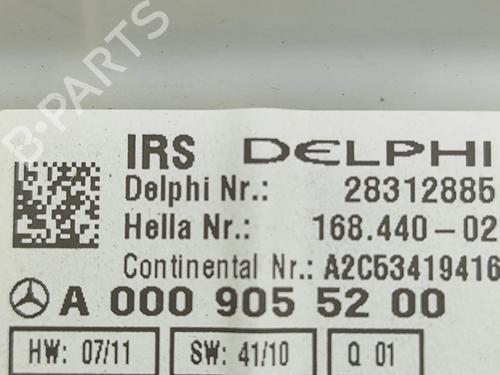 IRS DELPHI
Delphi Nr.: 28312885
Hella Nr.: 168.440-02
Continental Nr.: A2C53419416
A 000 905 52 00
HW: 07/11 SW: 41/10 Q 01
B-PARTS